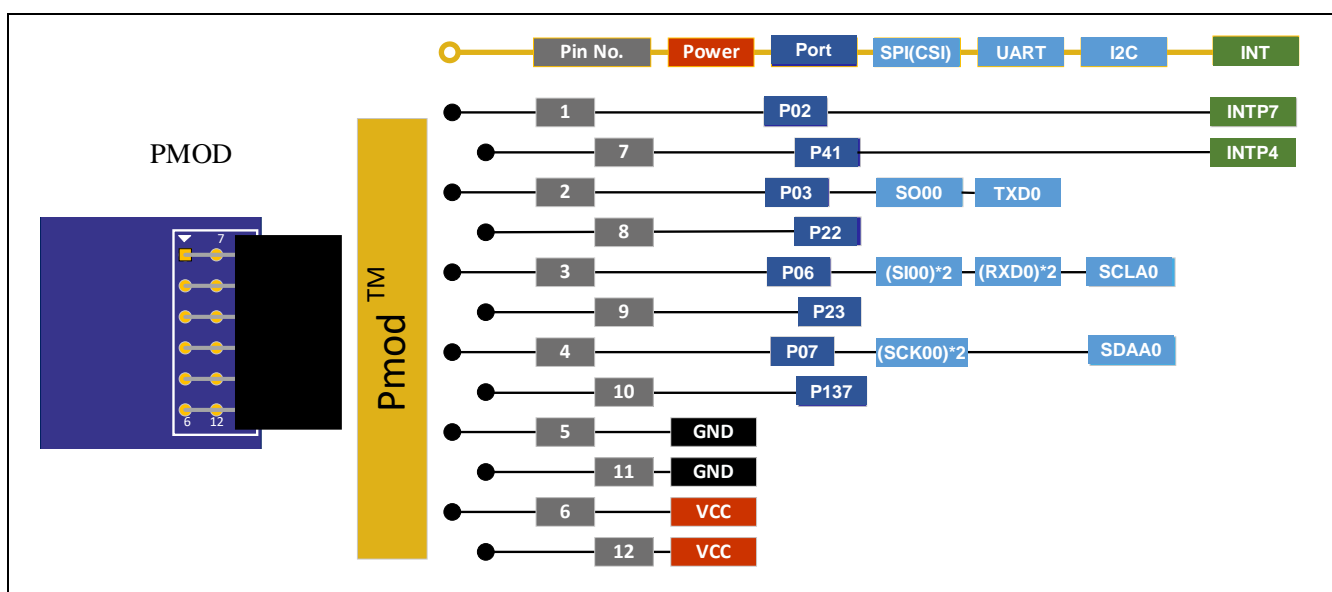 Pin No. Power Port SPI(CSI) UART I2C INT
1 P02 INTP7
PMOD
7 P41 INTP4
2 P03 SO00 TXD0
8 P22
3 P06 (SI00)*2 (RXD0)*2 SCLA0
9 P23
4 P07 (SCK00)*2 SDAA0
10 P137
5 GND
11 GND
6 VCC
12 VCC
Pmod™
7
6 12